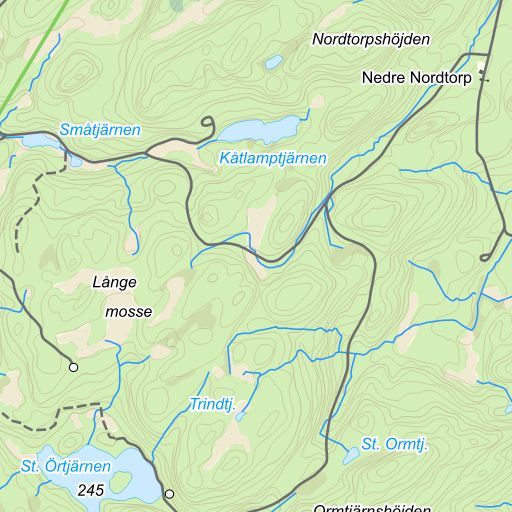 Nordtorpshöjden
Nedre Nordtorp
Småtjärnen
Kåtlamptjärnen
Långe
mosse
Trindtj.
St. Ormtj.
St. Örtjärnen
245
Ormtjärnshöjden